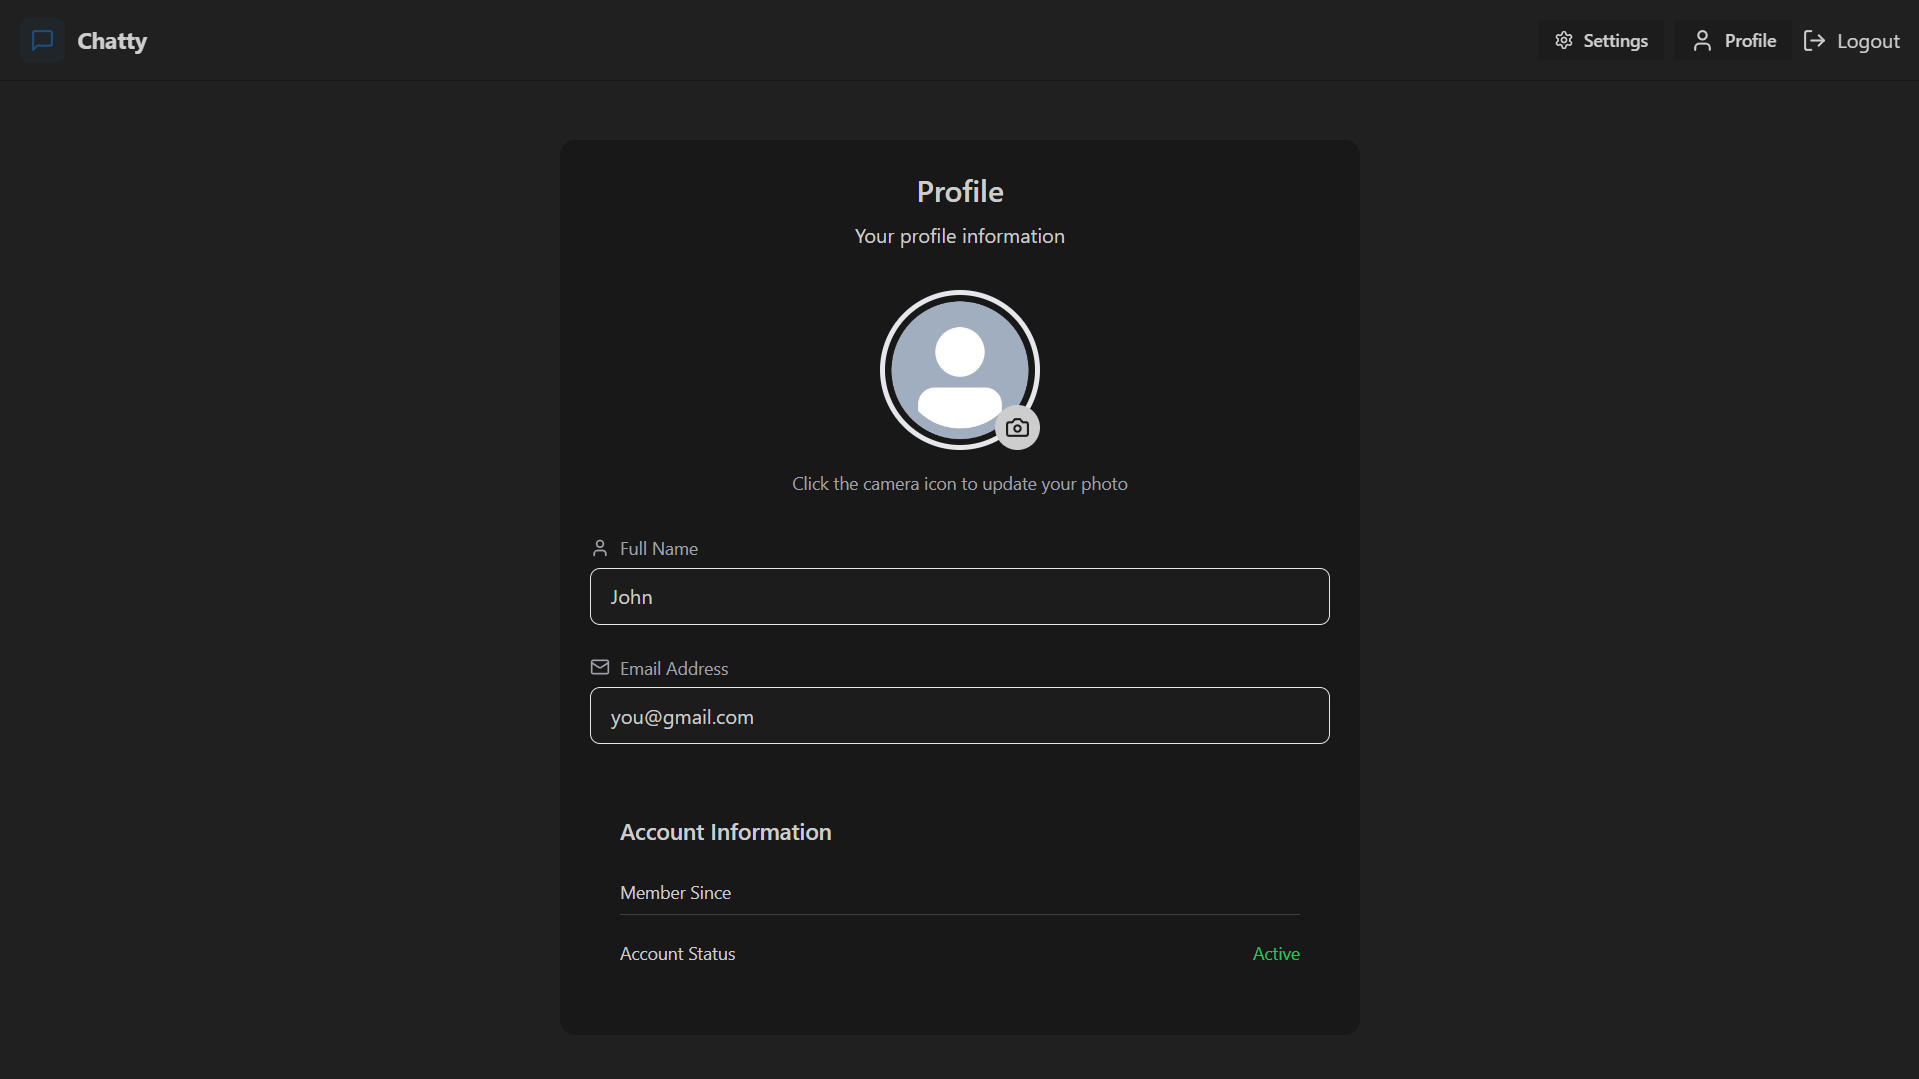 Chatty
Settings
Profile
Logout
Profile
Your profile information
Click the camera icon to update your photo
Full Name
John
Email Address
you@gmail.com
Account Information
Member Since
Account Status
Active